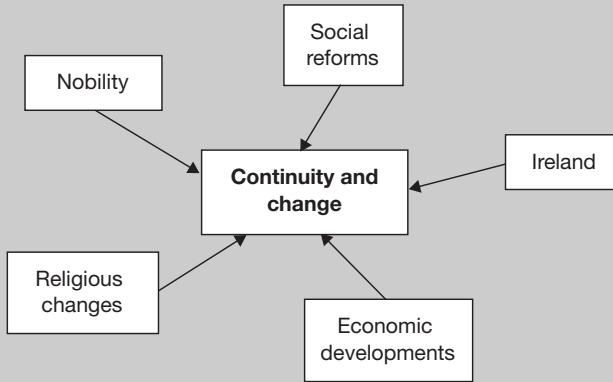 Social
reforms
Nobility
Ireland
Continuity and
change
Religious
changes
Economic
developments